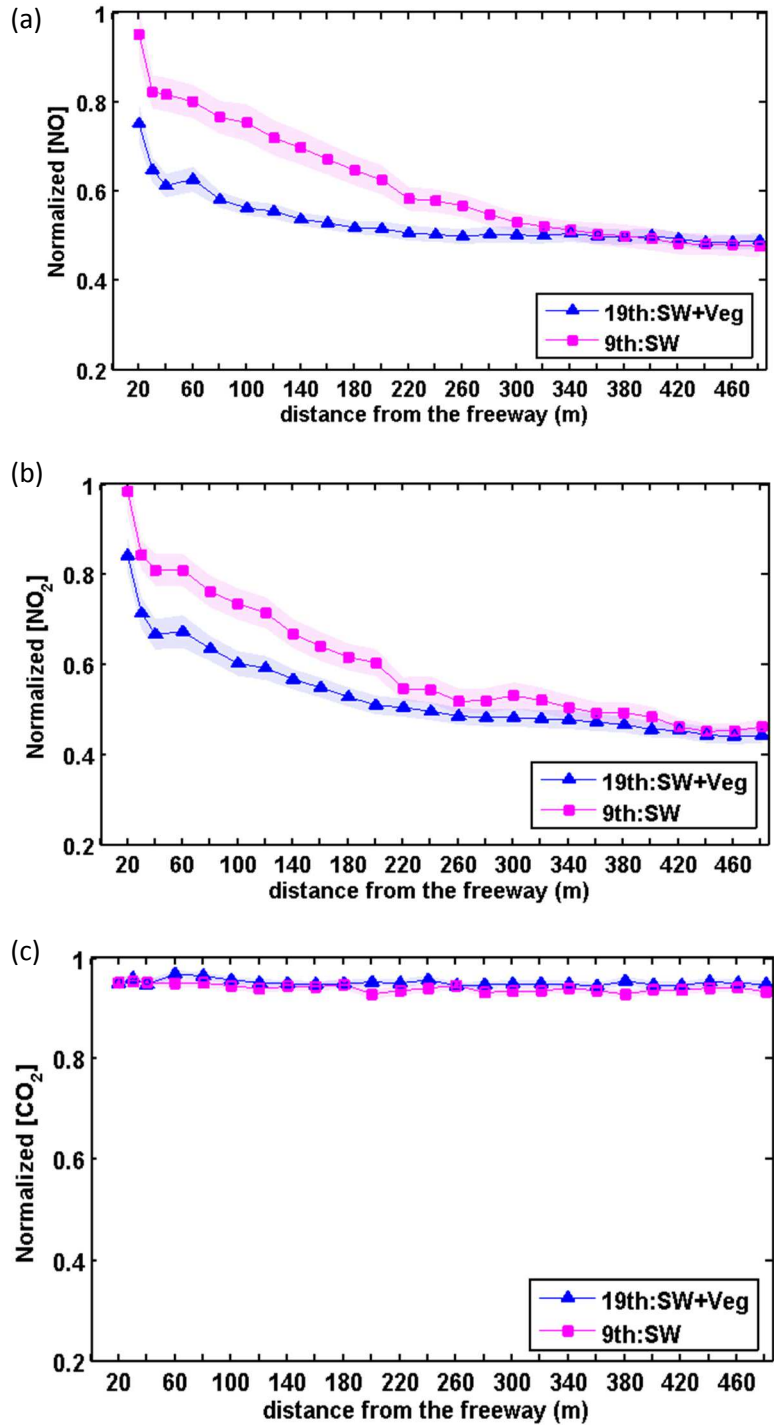 (a)
Normalized [NO]
1
0.8
0.6
0.4
0.2
20 60 100 140 180 220 260 300 340 380 420 460
distance from the freeway (m)
19th:SW+Veg
9th:SW
(b)
Normalized [NO₂]
1
0.8
0.6
0.4
0.2
20 60 100 140 180 220 260 300 340 380 420 460
distance from the freeway (m)
19th:SW+Veg
9th:SW
(c)
Normalized [CO₂]
1
0.8
0.6
0.4
0.2
20 60 100 140 180 220 260 300 340 380 420 460
distance from the freeway (m)
19th:SW+Veg
9th:SW